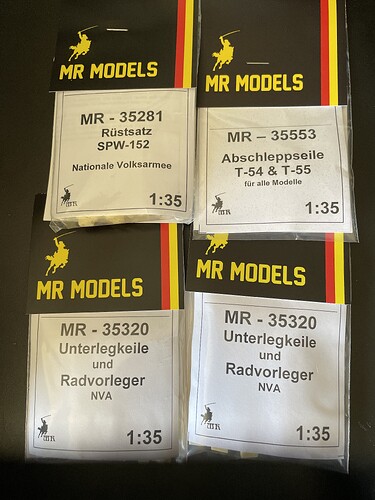 MR MODELS
MR - 35281
Rüstsatz
SPW-152
Nationale Volksarmee
1:35
MR MODELS
MR – 35553
Abschleppseile
T-54 & T-55
für alle Modelle
1:35
MR MODELS
MR - 35320
Unterlegkeile
und
Radvorleger
NVA
1:35
MR MODELS
MR - 35320
Unterlegkeile
und
Radvorleger
NVA
1:35